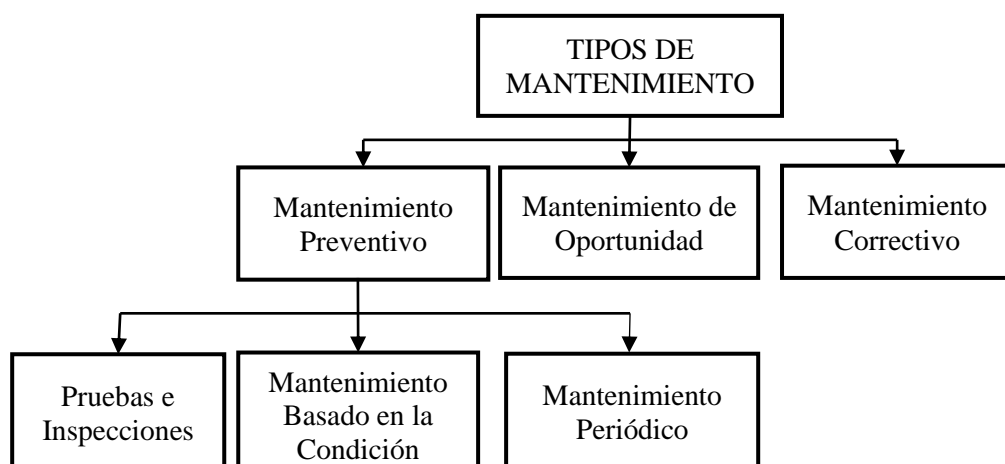 TIPOS DE
MANTENIMIENTO
Mantenimiento
Preventivo
Mantenimiento de
Oportunidad
Mantenimiento
Correctivo
Pruebas e
Inspecciones
Mantenimiento
Basado en la
Condición
Mantenimiento
Periódico